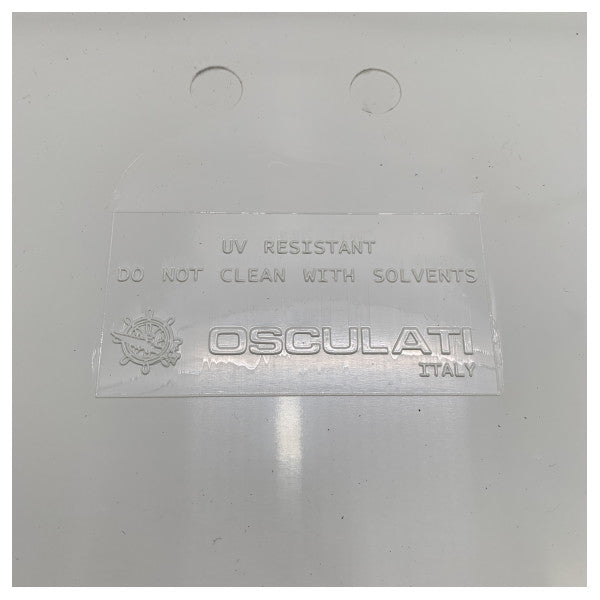 UV RESISTANT
DO NOT CLEAN WITH SOLVENTS
OSCULATI
ITALY